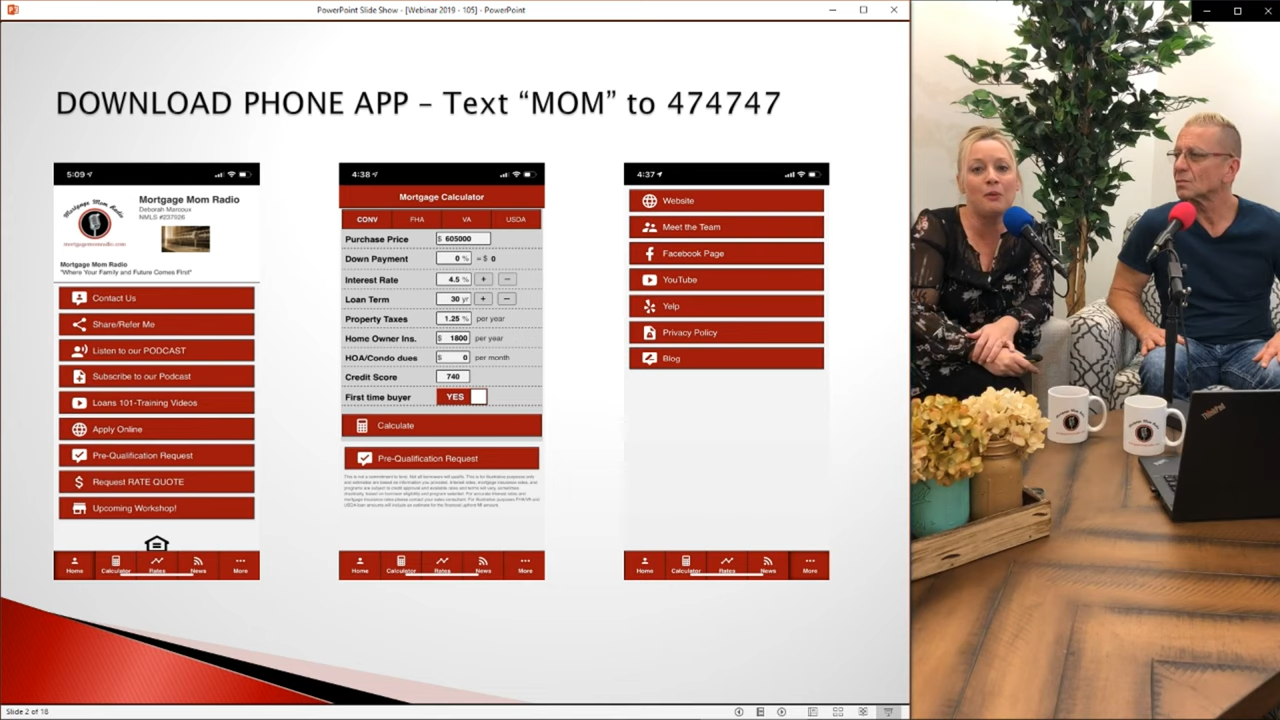 PowerPoint Slide Show - [Webinar 2019 - 105] - PowerPoint
DOWNLOAD PHONE APP – Text “MOM” to 474747
5:09
Mortgage Mom Radio
mortgagemomradio.com
Mortgage Mom Radio
Deborah Marcoux
NMLS #237926
Mortgage Mom Radio
"Where Your Family and Future Comes First"
Contact Us
Share/Refer Me
Listen to our PODCAST
Subscribe to our Podcast
Loans 101-Training Videos
Apply Online
Pre-Qualification Request
$ Request RATE QUOTE
Upcoming Workshop!
Home Calculator Rates News More
4:38
Mortgage Calculator
CONV FHA VA USDA
Purchase Price $ 605000
Down Payment 0 % = $ 0
Interest Rate 4.5 % + −
Loan Term 30 yr + −
Property Taxes 1.25 % per year
Home Owner Ins. $ 1800 per year
HOA/Condo dues $ 0 per month
Credit Score 740
First time buyer YES
Calculate
Pre-Qualification Request
Home Calculator Rates News More
4:37
Website
Meet the Team
Facebook Page
YouTube
Yelp
Privacy Policy
Blog
Home Calculator Rates News More
ThinkPad
Slide 2 of 18